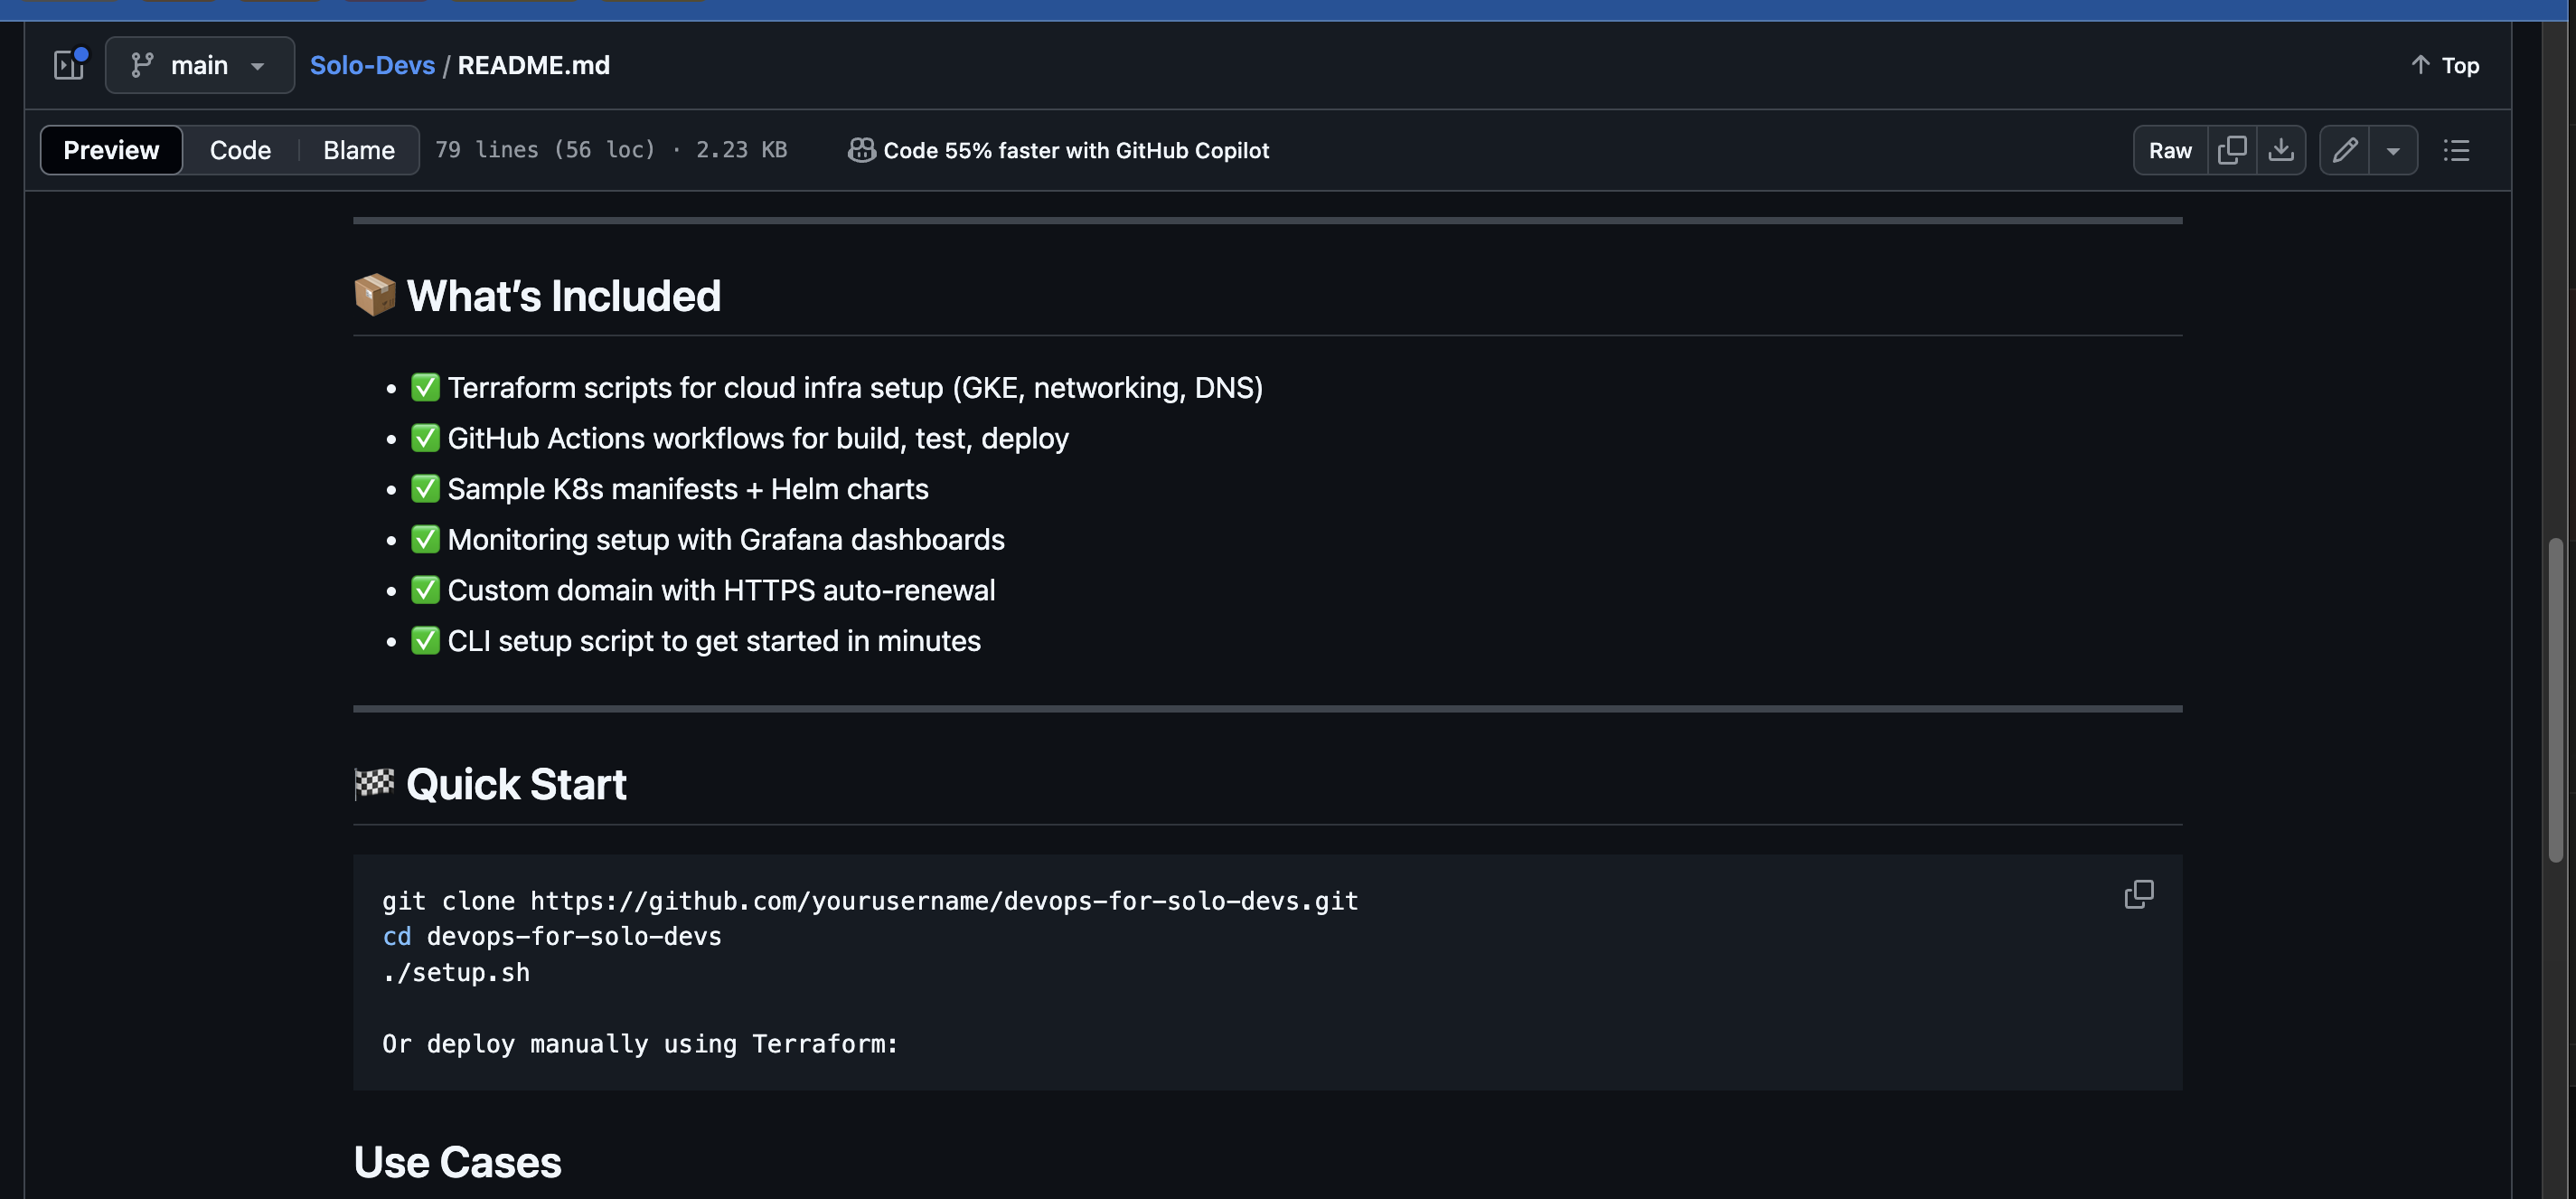 main
Solo-Devs / README.md
Top
Preview
Code
Blame
79 lines (56 loc) · 2.23 KB
Code 55% faster with GitHub Copilot
Raw
📦 What’s Included
• ✅ Terraform scripts for cloud infra setup (GKE, networking, DNS)
• ✅ GitHub Actions workflows for build, test, deploy
• ✅ Sample K8s manifests + Helm charts
• ✅ Monitoring setup with Grafana dashboards
• ✅ Custom domain with HTTPS auto-renewal
• ✅ CLI setup script to get started in minutes
🏁 Quick Start
git clone https://github.com/yourusername/devops-for-solo-devs.git
cd devops-for-solo-devs
./setup.sh
Or deploy manually using Terraform:
Use Cases